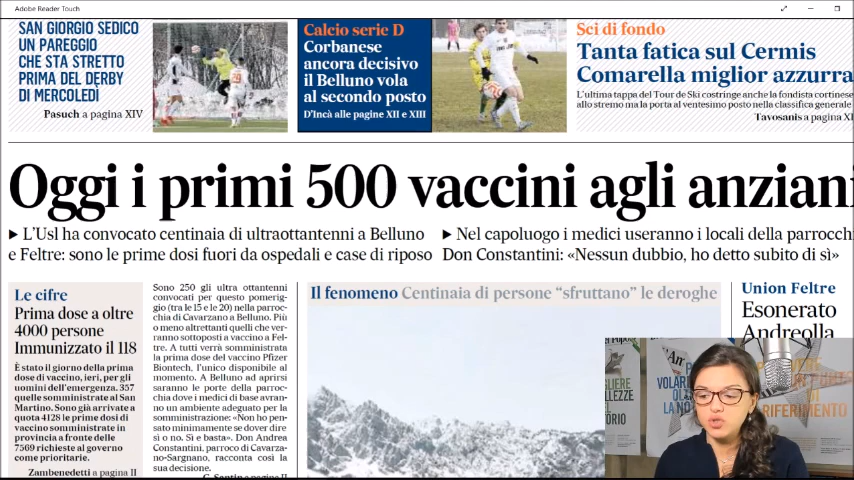 Adobe Reader Touch
SAN GIORGIO SEDICO
UN PAREGGIO
CHE STA STRETTO
PRIMA DEL DERBY
DI MERCOLEDÌ
Pasuch a pagina XIV
Calcio serie D
Corbanese
ancora decisivo
il Belluno vola
al secondo posto
D'Incà alle pagine XII e XIII
Sci di fondo
Tanta fatica sul Cermis
Comarella miglior azzurra
L'ultima tappa del Tour de Ski costringe anche la fondista cortinese
allo stremo ma la porta al ventesimo posto nella classifica generale
Tavosanis a pagina XI
Oggi i primi 500 vaccini agli anziani
▶ L'Usl ha convocato centinaia di ultraottantenni a Belluno
e Feltre: sono le prime dosi fuori da ospedali e case di riposo
▶ Nel capoluogo i medici useranno i locali della parrocch
Don Constantini: «Nessun dubbio, ho detto subito di sì»
Le cifre
Prima dose a oltre
4000 persone
Immunizzato il 118
È stato il giorno della prima
dose di vaccino, ieri, per gli
uomini dell'emergenza. 357
quelle somministrate al San
Martino. Sono già arrivate a
quota 4128 le prime dosi di
vaccino somministrate in
provincia a fronte delle
7569 richieste al governo
come prioritarie.
Zambenedetti a pagina II
Sono 250 gli ultra ottantenni
convocati per questo pomerig-
gio (tra le 15 e le 20) nella parroc-
chia di Cavarzano a Belluno. Più
o meno altrettanti quelli che ver-
ranno sottoposti a vaccino a Fel-
tre. A tutti verrà somministrata
la prima dose del vaccino Pfizer
Biontech, l'unico disponibile al
momento. A Belluno ad aprirsi
saranno le porte della parroc-
chia dove i medici di base avran-
no un ambiente adeguato per la
somministrazione: «Non ho pen-
sato minimamente se dover dire
sì o no. Sì e basta». Don Andrea
Constantini, parroco di Cavarza-
no-Sargnano, racconta così la
sua decisione.
G. Santin a pagina II
Il fenomeno Centinaia di persone "sfruttano" le deroghe
Union Feltre
Esonerato
Andreolla
VOLAR
OL
LA NO
GLIERE
LLEZZE
EL
TORIO
RIFERIMENTO